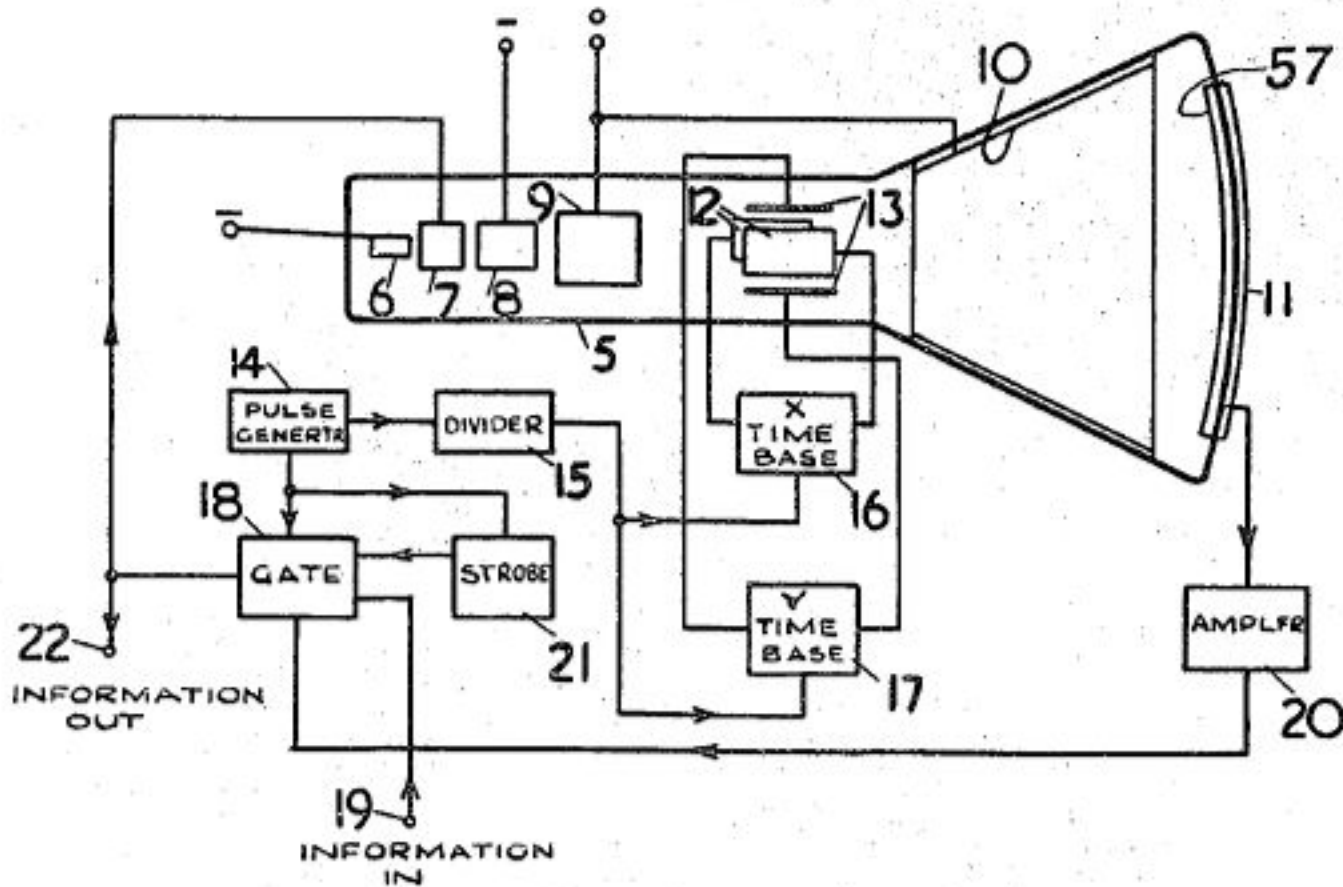 10
57
9
12
13
6
7
8
11
5
14
PULSE
GENERTR
DIVIDER
15
X
TIME
BASE
16
18
GATE
STROBE
21
Y
TIME
BASE
17
AMPLFR
20
22
INFORMATION
OUT
19
INFORMATION
IN